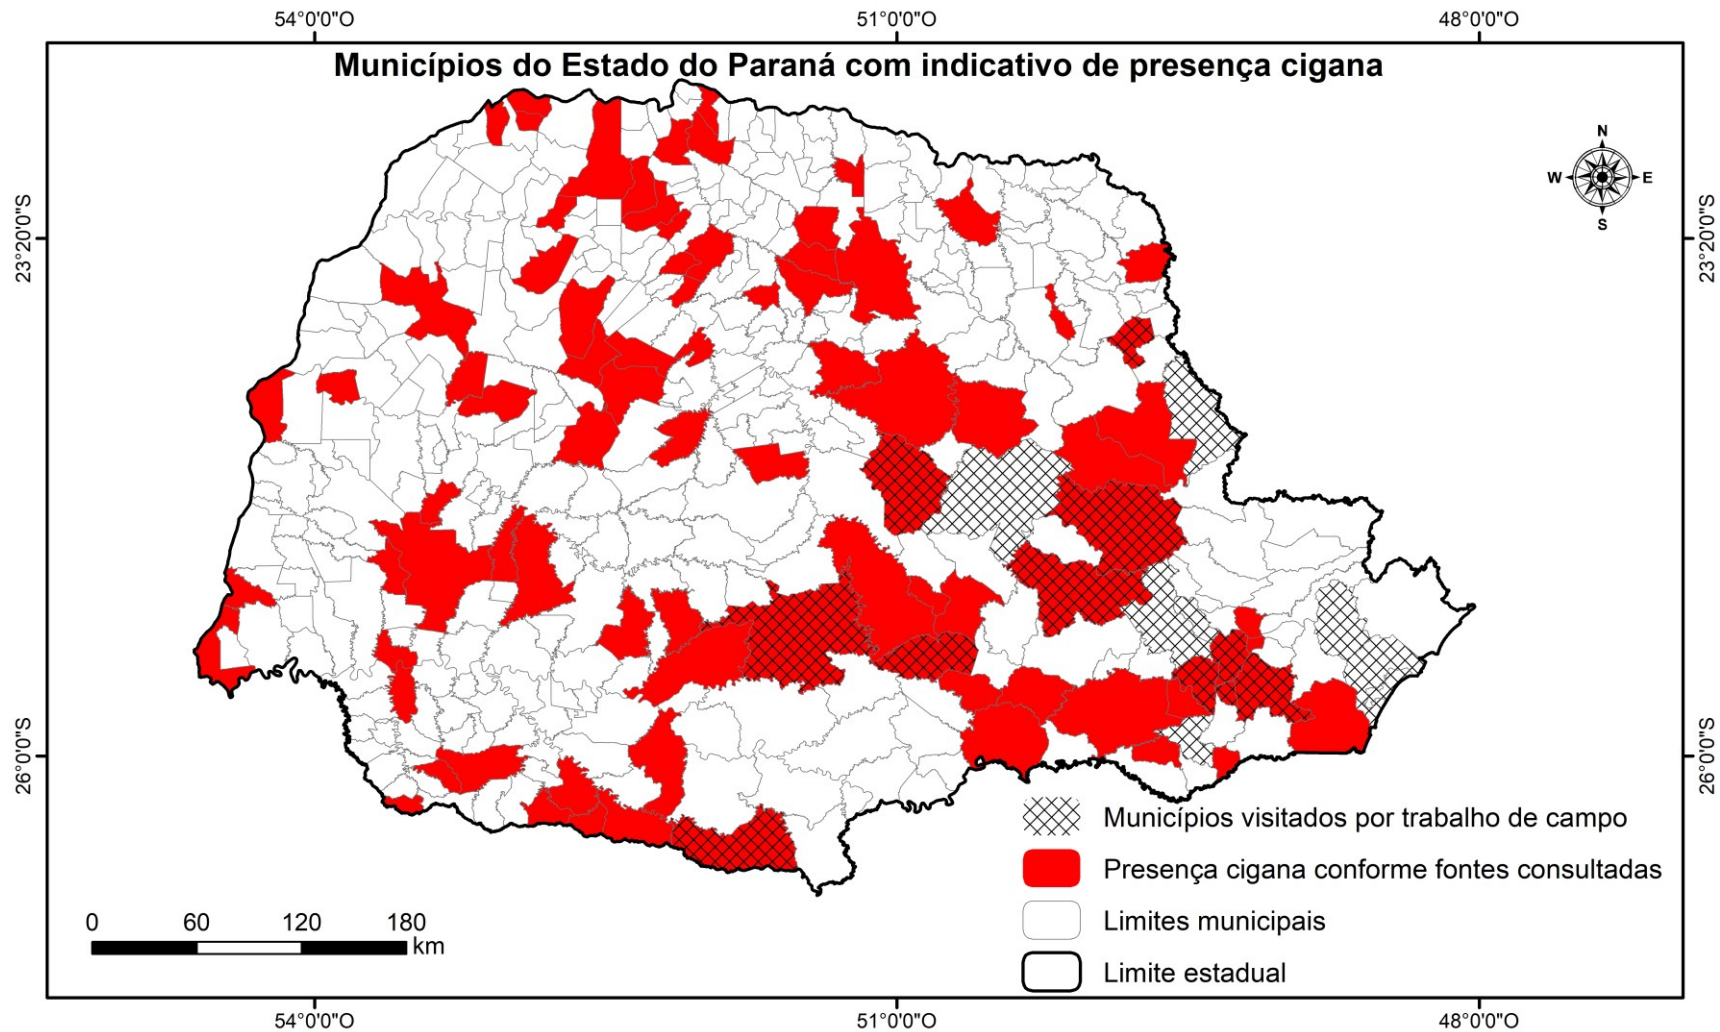 54°0'0"O 51°0'0"O 48°0'0"O
Municípios do Estado do Paraná com indicativo de presença cigana
N
W E
S
23°20'0"S 23°20'0"S
26°0'0"S 26°0'0"S
Municípios visitados por trabalho de campo
Presença cigana conforme fontes consultadas
Limites municipais
Limite estadual
0 60 120 180
km
54°0'0"O 51°0'0"O 48°0'0"O